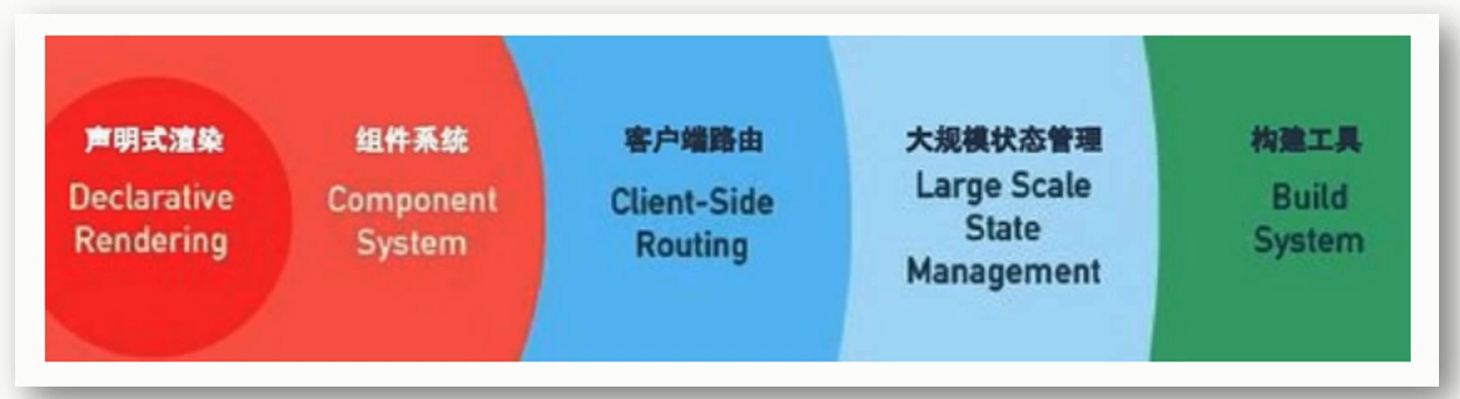 声明式渲染
Declarative
Rendering
组件系统
Component
System
客户端路由
Client-Side
Routing
大规模状态管理
Large Scale
State
Management
构建工具
Build
System